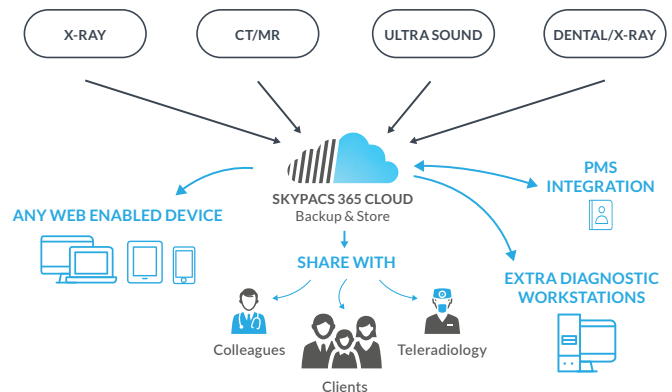 X-RAY
CT/MR
ULTRA SOUND
DENTAL/X-RAY
PMS
INTEGRATION
SKYPACS 365 CLOUD
Backup & Store
ANY WEB ENABLED DEVICE
SHARE WITH
EXTRA DIAGNOSTIC
WORKSTATIONS
Colleagues
Teleradiology
Clients